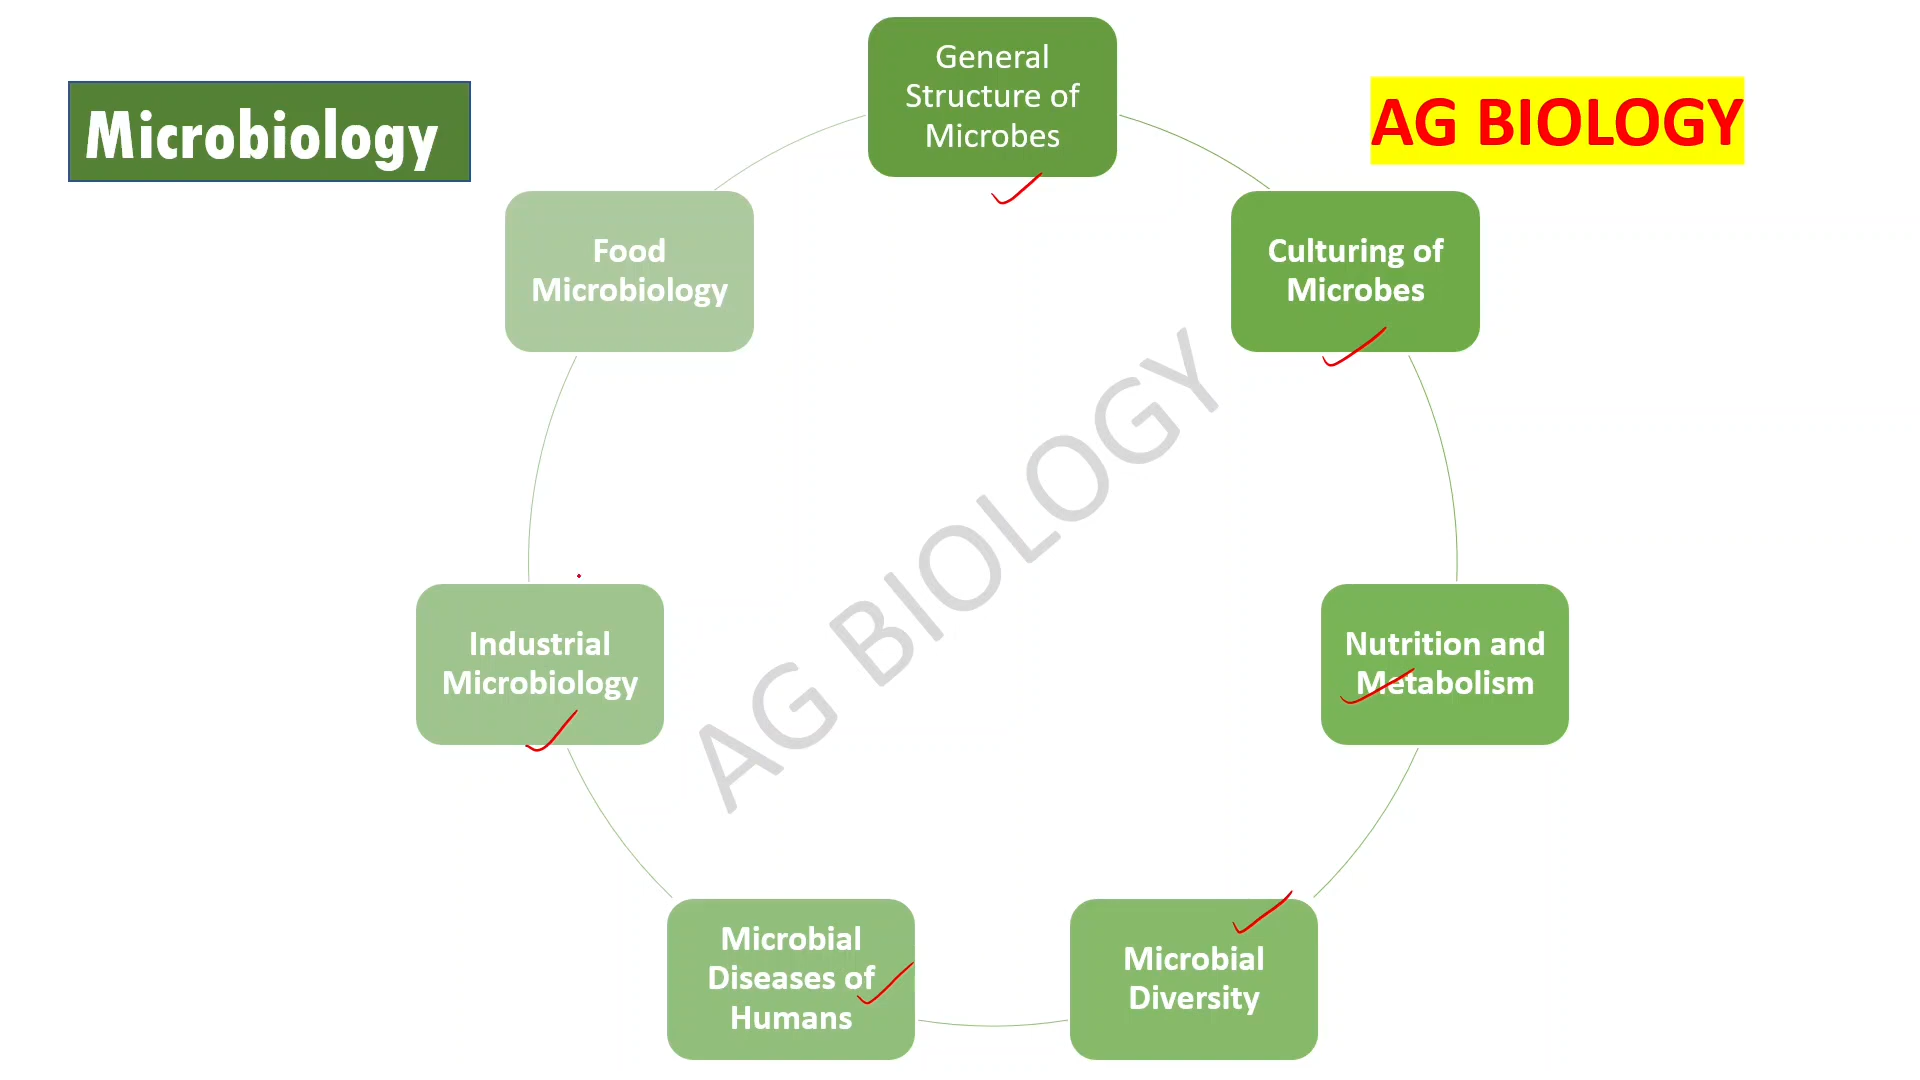 Microbiology
AG BIOLOGY
General
Structure of
Microbes
Culturing of
Microbes
Nutrition and
Metabolism
Microbial
Diversity
Microbial
Diseases of
Humans
Industrial
Microbiology
Food
Microbiology
AG BIOLOGY